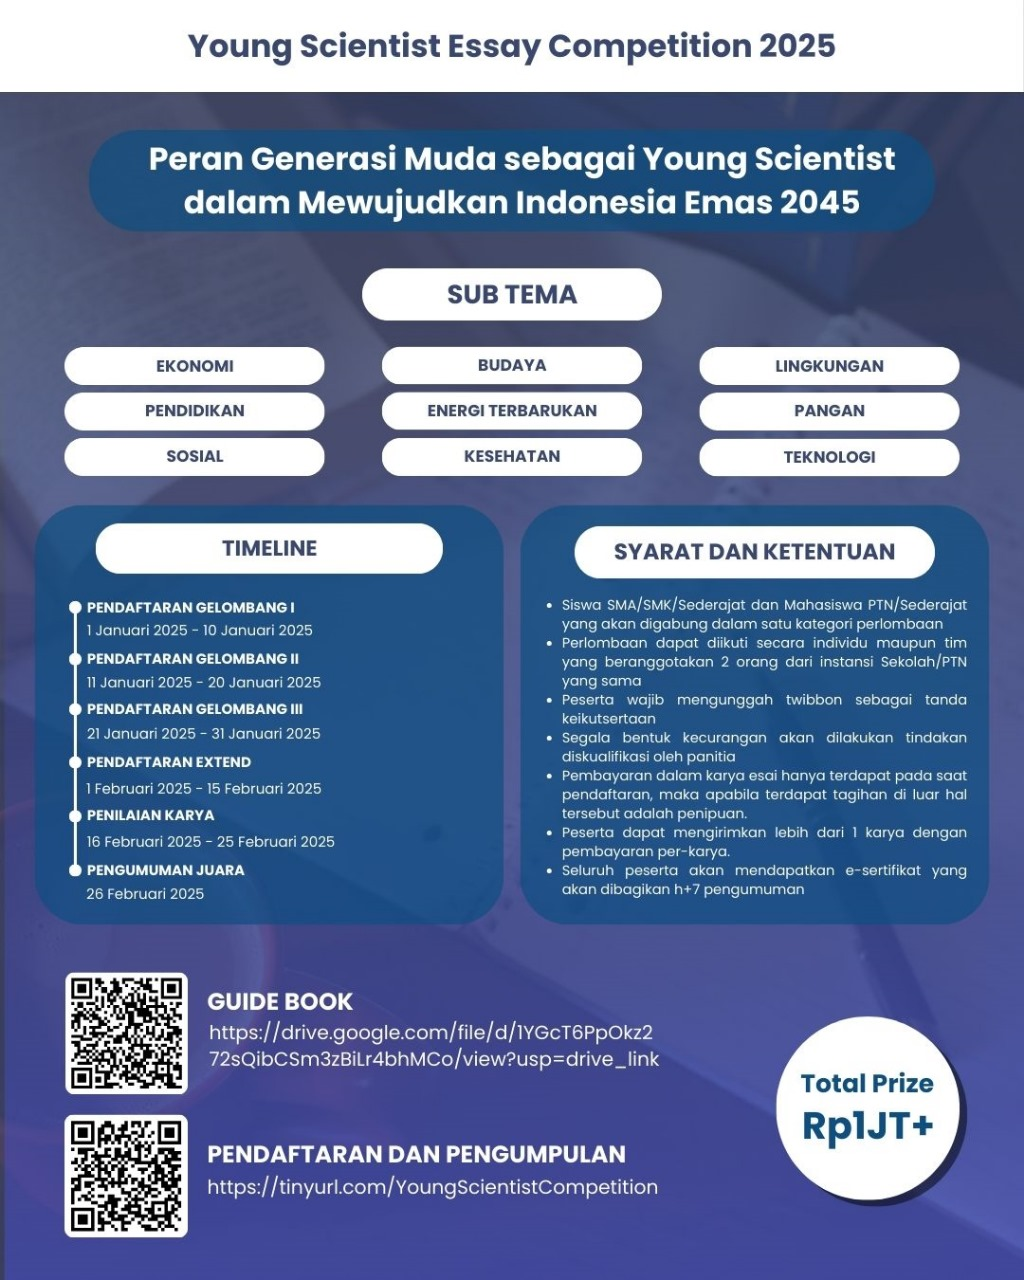 Young Scientist Essay Competition 2025
Peran Generasi Muda sebagai Young Scientist
dalam Mewujudkan Indonesia Emas 2045
SUB TEMA
EKONOMI
BUDAYA
LINGKUNGAN
PENDIDIKAN
ENERGI TERBARUKAN
PANGAN
SOSIAL
KESEHATAN
TEKNOLOGI
TIMELINE
PENDAFTARAN GELOMBANG I
1 Januari 2025 - 10 Januari 2025
PENDAFTARAN GELOMBANG II
11 Januari 2025 - 20 Januari 2025
PENDAFTARAN GELOMBANG III
21 Januari 2025 - 31 Januari 2025
PENDAFTARAN EXTEND
1 Februari 2025 - 15 Februari 2025
PENILAIAN KARYA
16 Februari 2025 - 25 Februari 2025
PENGUMUMAN JUARA
26 Februari 2025
SYARAT DAN KETENTUAN
• Siswa SMA/SMK/Sederajat dan Mahasiswa PTN/Sederajat
yang akan digabung dalam satu kategori perlombaan
• Perlombaan dapat diikuti secara individu maupun tim
yang beranggotakan 2 orang dari instansi Sekolah/PTN
yang sama
• Peserta wajib mengunggah twibbon sebagai tanda
keikutsertaan
• Segala bentuk kecurangan akan dilakukan tindakan
diskualifikasi oleh panitia
• Pembayaran dalam karya esai hanya terdapat pada saat
pendaftaran, maka apabila terdapat tagihan di luar hal
tersebut adalah penipuan.
• Peserta dapat mengirimkan lebih dari 1 karya dengan
pembayaran per-karya.
• Seluruh peserta akan mendapatkan e-sertifikat yang
akan dibagikan h+7 pengumuman
GUIDE BOOK
https://drive.google.com/file/d/1YGcT6PpOkz2
72sQibCSm3zBiLr4bhMCo/view?usp=drive_link
PENDAFTARAN DAN PENGUMPULAN
https://tinyurl.com/YoungScientistCompetition
Total Prize
Rp1JT+